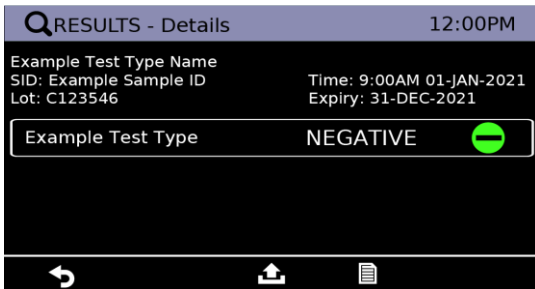 RESULTS - Details 12:00PM
Example Test Type Name
SID: Example Sample ID Time: 9:00AM 01-JAN-2021
Lot: C123546 Expiry: 31-DEC-2021
Example Test Type NEGATIVE